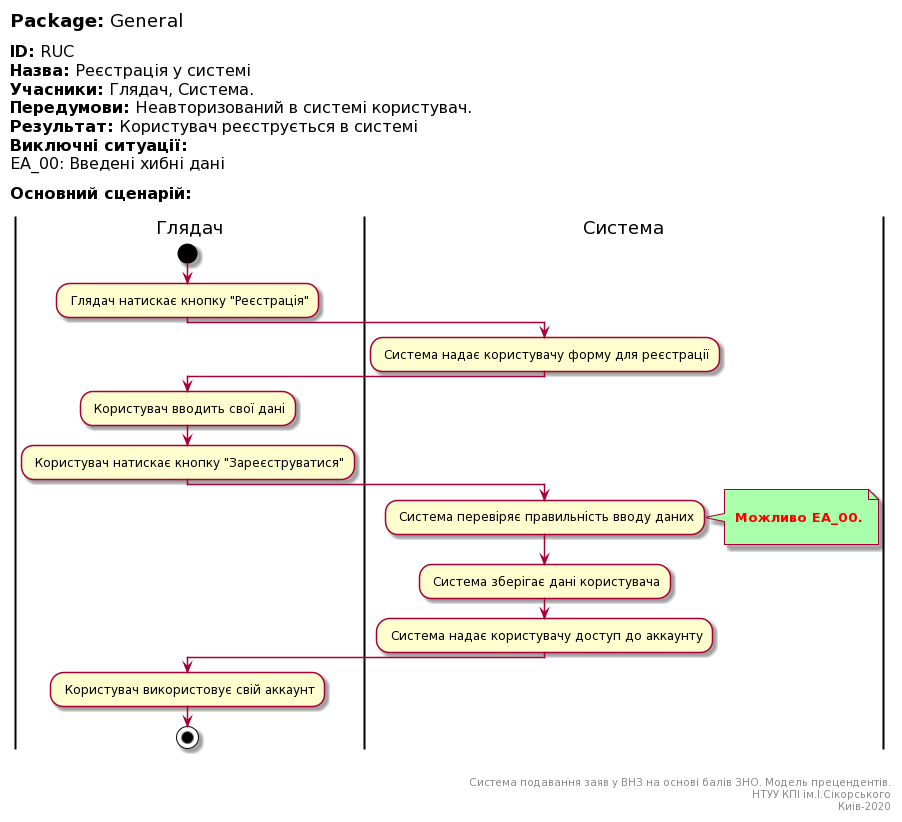 Package: General
ID: RUC
Назва: Реєстрація у системі
Учасники: Глядач, Система.
Передумови: Неавторизований в системі користувач.
Результат: Користувач реєструється в системі
Виключні ситуації:
EA_00: Введені хибні дані
Основний сценарій:
Глядач
Система
Глядач натискає кнопку "Реєстрація"
Система надає користувачу форму для реєстрації
Користувач вводить свої дані
Користувач натискає кнопку "Зареєструватися"
Система перевіряє правильність вводу даних
Можливо EA_00.
Система зберігає дані користувача
Система надає користувачу доступ до аккаунту
Користувач використовує свій аккаунт
Система подавання заяв у ВНЗ на основі балів ЗНО. Модель прецендентів.
НТУУ КПІ ім.І.Сікорського
Киів-2020